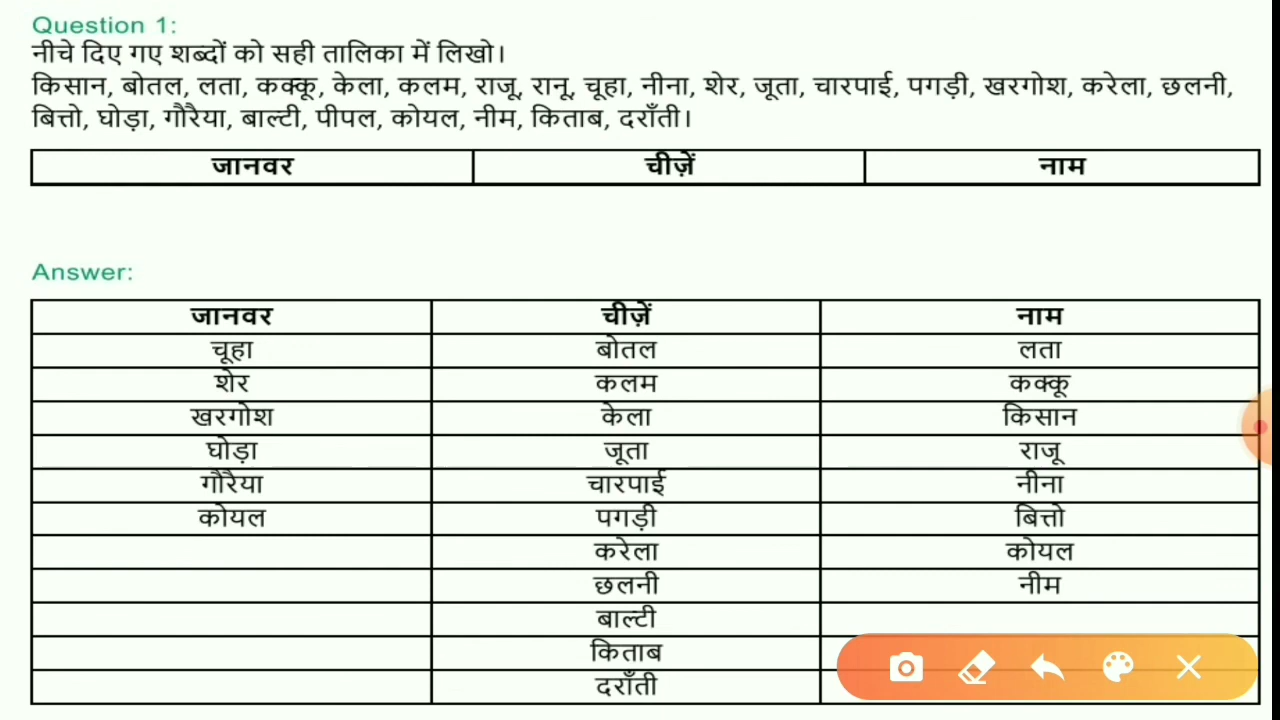 Question 1:
नीचे दिए गए शब्दों को सही तालिका में लिखो।
किसान, बोतल, लता, कक्कू, केला, कलम, राजू, रानू, चूहा, नीना, शेर, जूता, चारपाई, पगड़ी, खरगोश, करेला, छलनी,
बित्तो, घोड़ा, गौरैया, बाल्टी, पीपल, कोयल, नीम, किताब, दराँती।
जानवर चीज़ें नाम
Answer:
जानवर चीज़ें नाम
चूहा बोतल लता
शेर कलम कक्कू
खरगोश केला किसान
घोड़ा जूता राजू
गौरैया चारपाई नीना
कोयल पगड़ी बित्तो
करेला कोयल
छलनी नीम
बाल्टी
किताब
दराँती